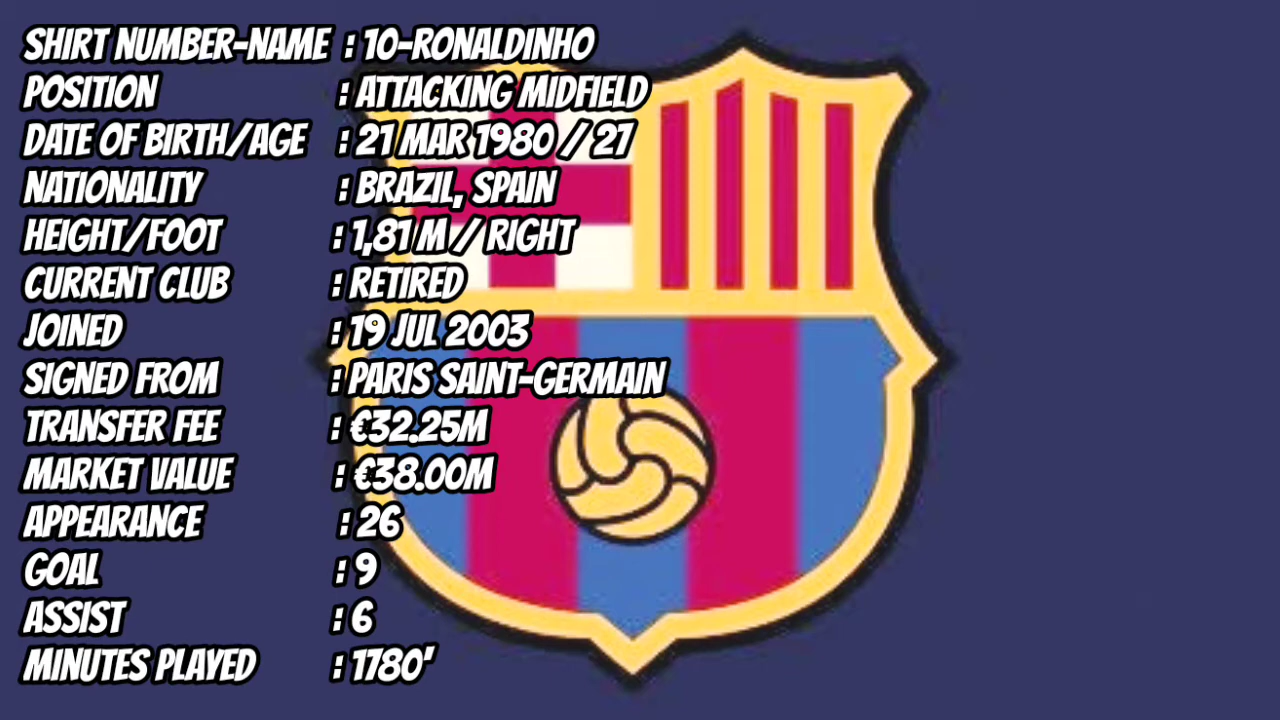 SHIRT NUMBER-NAME : 10-RONALDINHO
POSITION : ATTACKING MIDFIELD
DATE OF BIRTH/AGE : 21 MAR 1980 / 27
NATIONALITY : BRAZIL, SPAIN
HEIGHT/FOOT : 1,81 M / RIGHT
CURRENT CLUB : RETIRED
JOINED : 19 JUL 2003
SIGNED FROM : PARIS SAINT-GERMAIN
TRANSFER FEE : €32.25M
MARKET VALUE : €38.00M
APPEARANCE : 26
GOAL : 9
ASSIST : 6
MINUTES PLAYED : 1780'